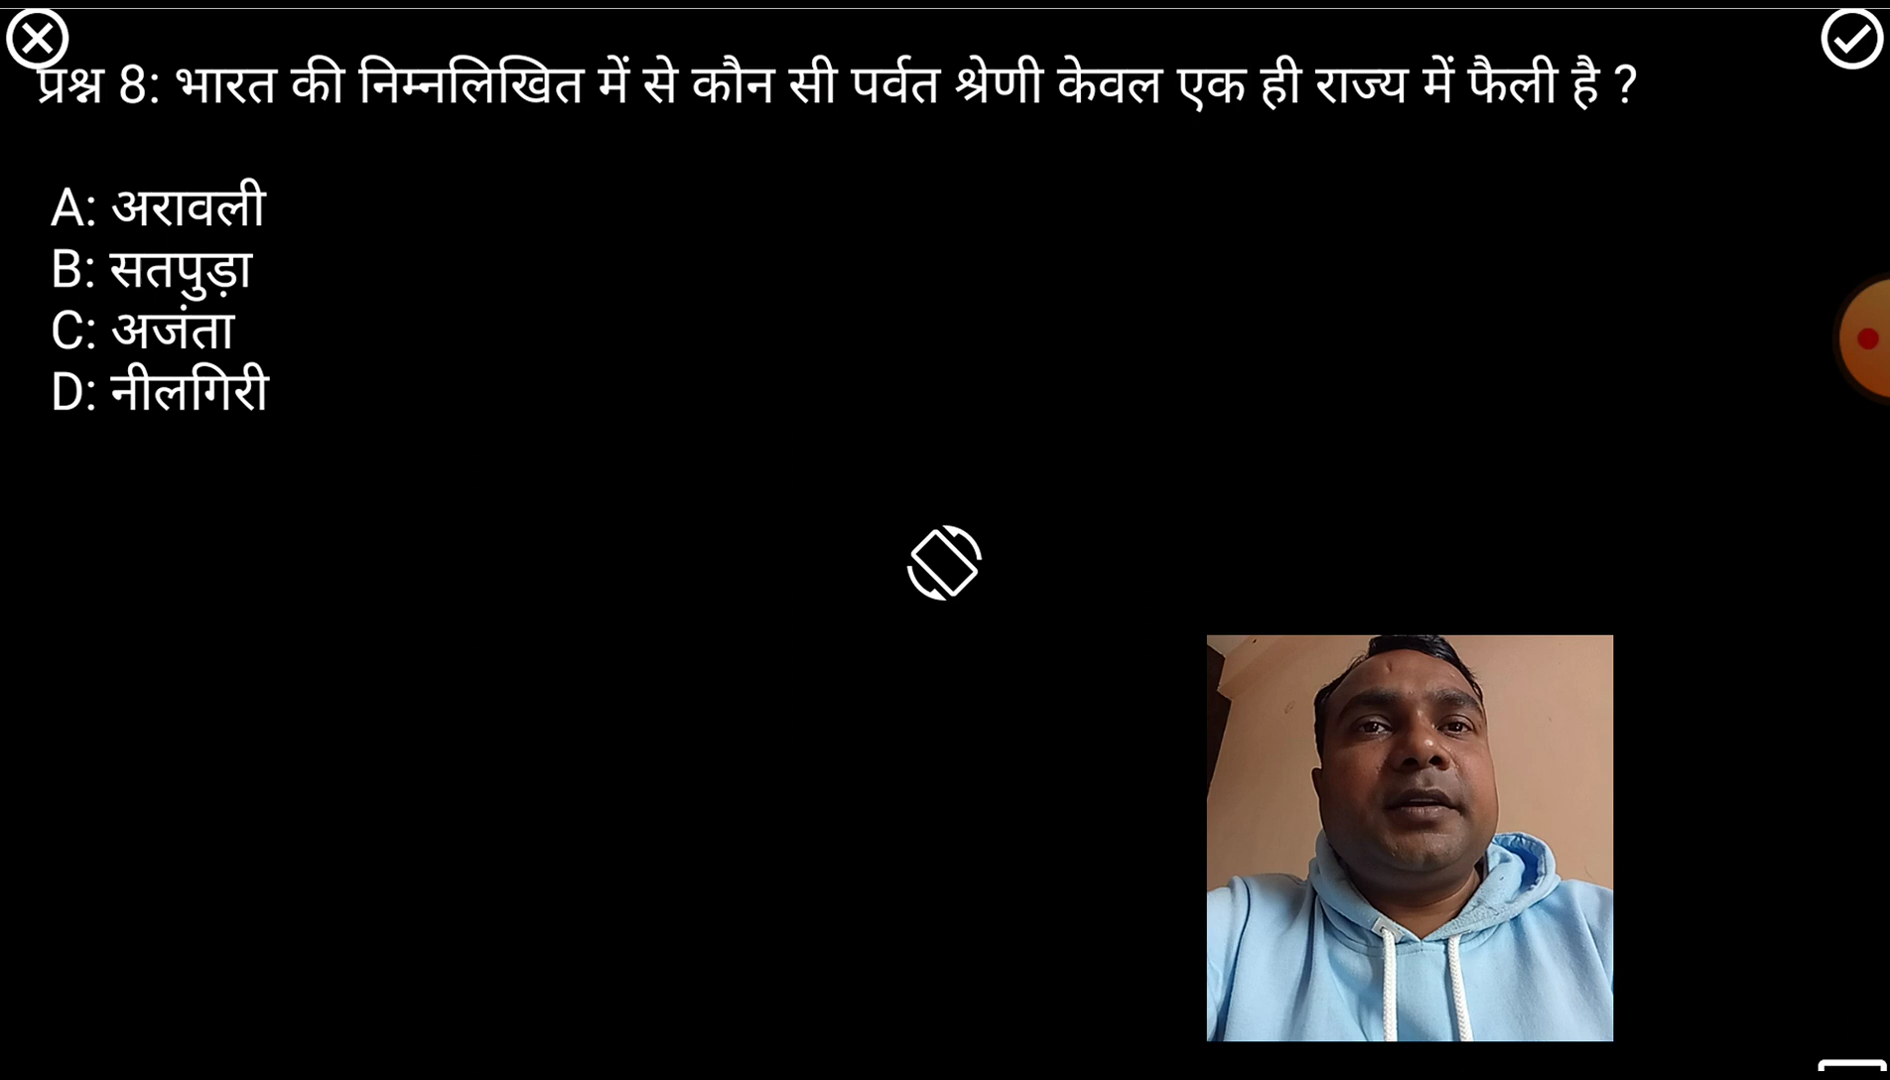 प्रश्न 8: भारत की निम्नलिखित में से कौन सी पर्वत श्रेणी केवल एक ही राज्य में फैली है ?
A: अरावली
B: सतपुड़ा
C: अजंता
D: नीलगिरी